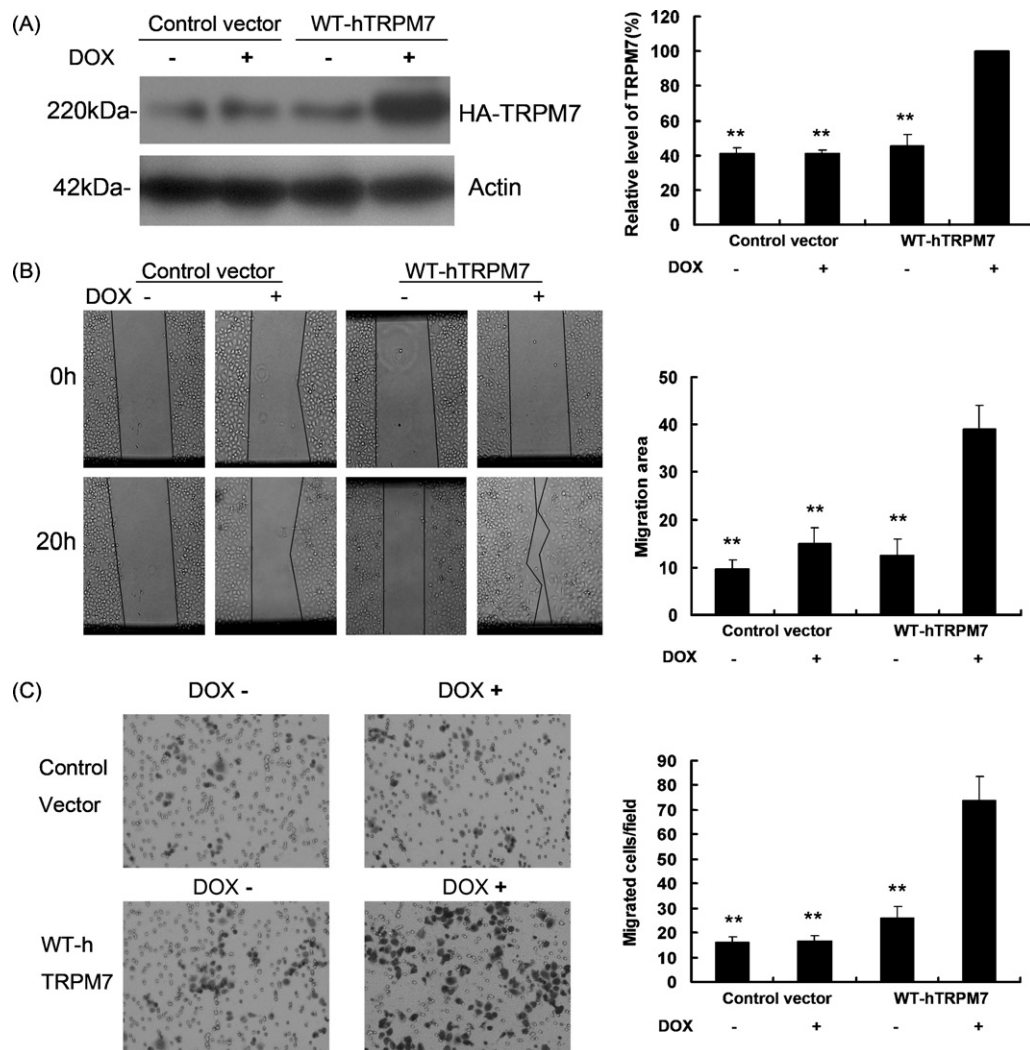 (A)
Control vector WT-hTRPM7
DOX - + - +
220kDa- HA-TRPM7
42kDa- Actin
Relative level of TRPM7(%)
120
100
80
60
40
20
0
** ** **
Control vector WT-hTRPM7
DOX - + - +
(B)
Control vector WT-hTRPM7
DOX - + - +
0h
20h
Migration area
50
40
30
20
10
0
** ** **
Control vector WT-hTRPM7
DOX - + - +
(C)
DOX - DOX +
Control
Vector
DOX - DOX +
WT-h
TRPM7
Migrated cells/field
90
80
70
60
50
40
30
20
10
0
** ** **
Control vector WT-hTRPM7
DOX - + - +